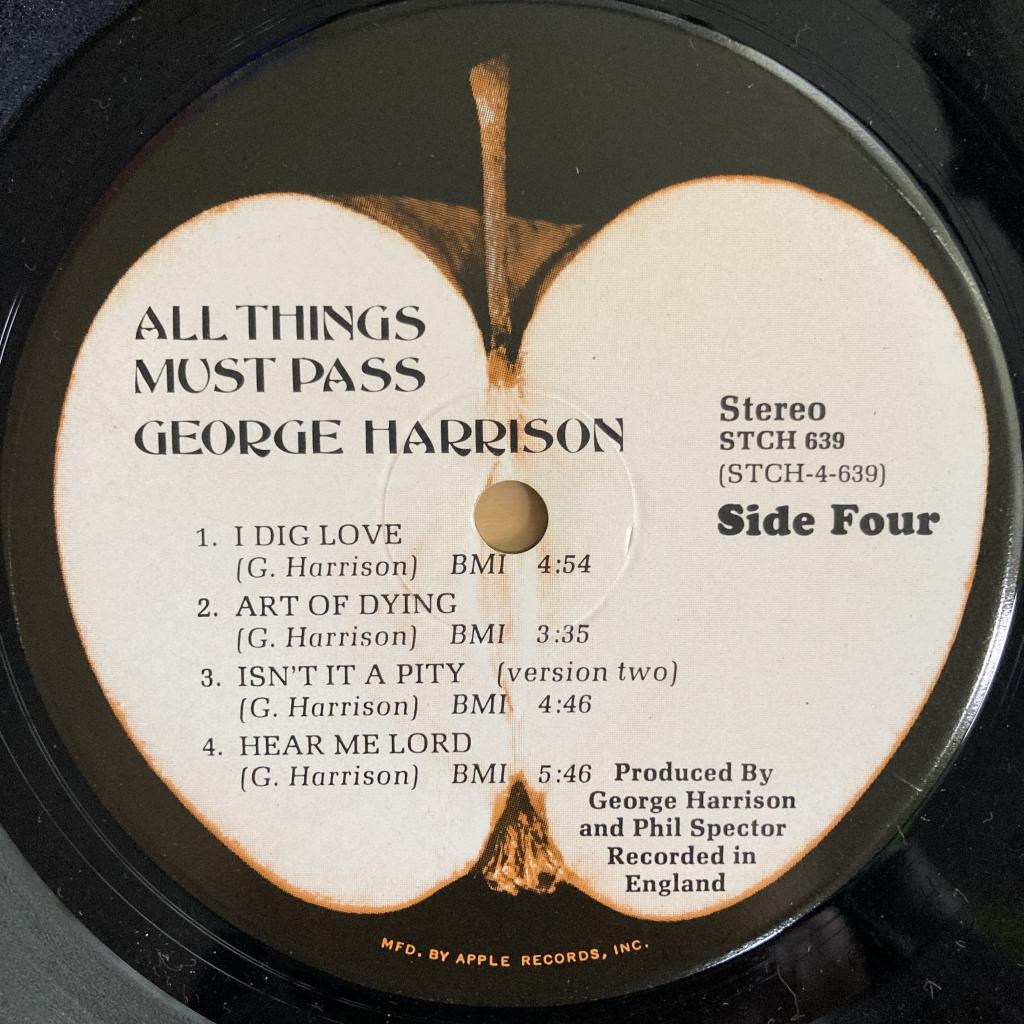 ALL THINGS
MUST PASS
GEORGE HARRISON
Stereo
STCH 639
(STCH-4-639)
Side Four
1. I DIG LOVE
(G. Harrison) BMI 4:54
2. ART OF DYING
(G. Harrison) BMI 3:35
3. ISN'T IT A PITY (version two)
(G. Harrison) BMI 4:46
4. HEAR ME LORD
(G. Harrison) BMI 5:46
Produced By
George Harrison
and Phil Spector
Recorded in
England
MFD. BY APPLE RECORDS, INC.